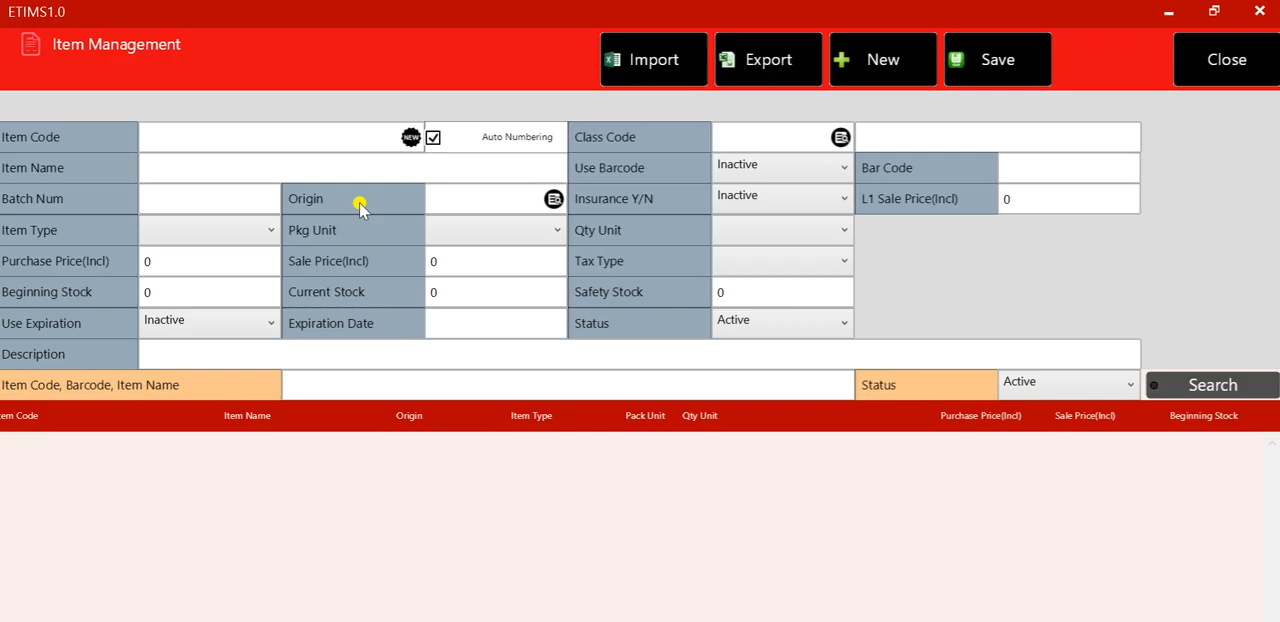 ETIMS1.0
Item Management
Import Export New Save Close
Item Code NEW Auto Numbering Class Code
Item Name Use Barcode Inactive Bar Code
Batch Num Origin Insurance Y/N Inactive L1 Sale Price(Incl) 0
Item Type Pkg Unit Qty Unit
Purchase Price(Incl) 0 Sale Price(Incl) 0 Tax Type
Beginning Stock 0 Current Stock 0 Safety Stock 0
Use Expiration Inactive Expiration Date Status Active
Description
Item Code, Barcode, Item Name Status Active Search
em Code Item Name Origin Item Type Pack Unit Qty Unit Purchase Price(Incl) Sale Price(Incl) Beginning Stock